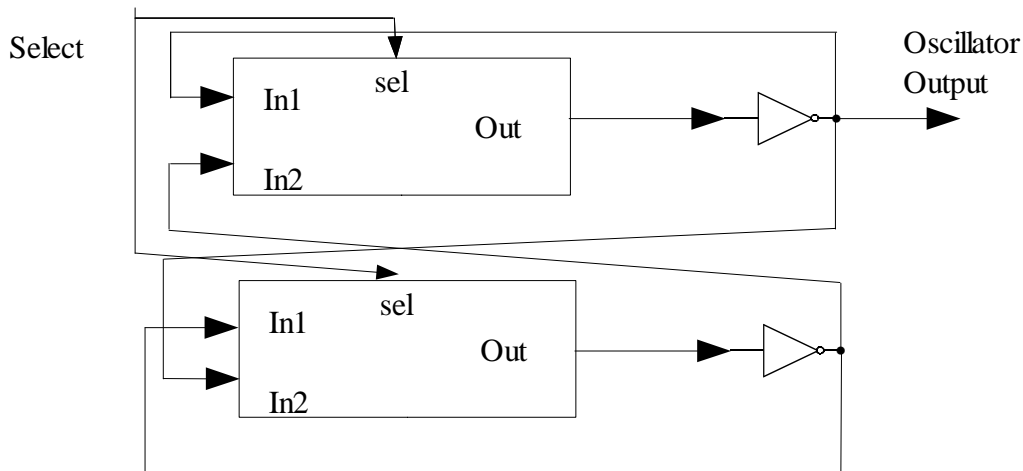 Select
Oscillator
Output
sel
In1
Out
In2
sel
In1
Out
In2